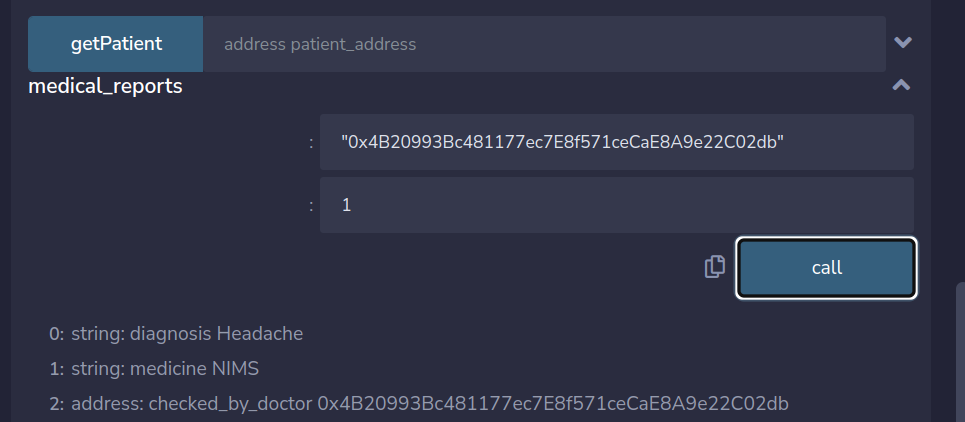 getPatient address patient_address
medical_reports
: "0x4B20993Bc481177ec7E8f571ceCaE8A9e22C02db"
: 1
call
0: string: diagnosis Headache
1: string: medicine NIMS
2: address: checked_by_doctor 0x4B20993Bc481177ec7E8f571ceCaE8A9e22C02db